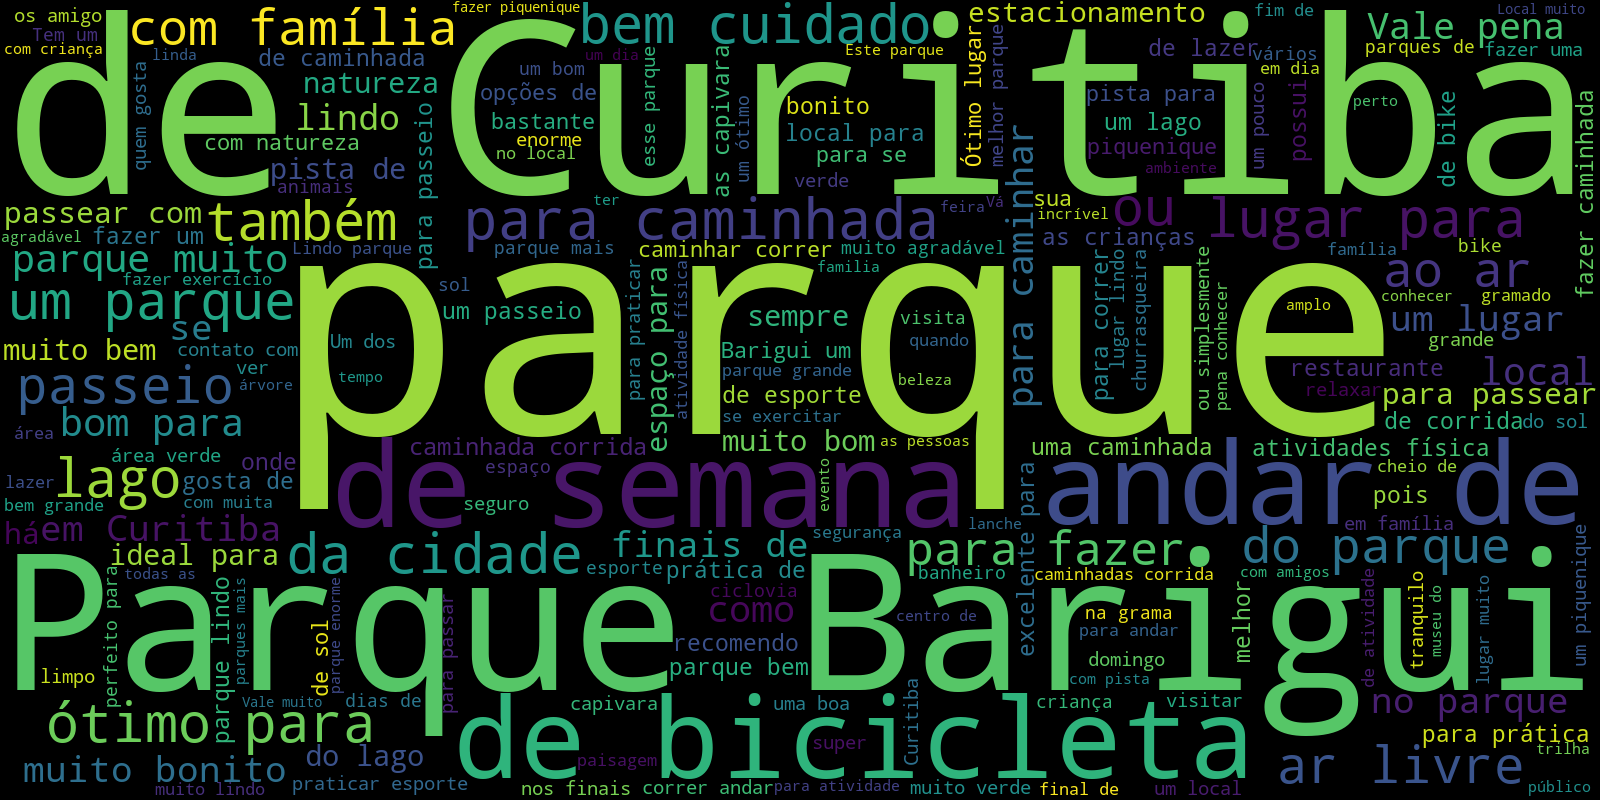 os amigo
Tem um
com criança
com família
linda
de caminhada
fazer piquenique
bem cuidado
um dia
um bom
opções de
bastante
enorme
no local
estacionamento
Este parque
bonito
local para
para se
verde
fim de
de lazer
vários
em dia
Vale pena
Local muito
parques de
fazer uma
perto
de Curitiba
quem gosta
natureza
lindo
com natureza
pista de
animais
para passeio
esse parque
as capivara
um ótimo
Ótimo lugar
melhor parque
pista para
um lago
piquenique
ambiente
um pouco
possui
de bike
fazer caminhada
passear com
agradável
fazer um
também
Lindo parque
para caminhada
parque mais
ter
feira
Vá
sua
incrível
as crianças
ou
lugar para
parque muito
fazer exercício
um parque
se
sol
um passeio
caminhar correr
muito agradável
familia
para caminhar
família
bike
ao ar
conhecer
gramado
parque
para praticar
atividade física
espaço para
sempre
Barigui um
parque grande
de esporte
se exercitar
muito bom
visita
quando
beleza
as pessoas
para correr
lugar lindo
churrasqueira
ou simplesmente
pena conhecer
amplo
um lugar
grande
restaurante
relaxar
local
para passear
de corrida
do sol
muito bem
contato com
ver
árvore
passeio
Um dos
tempo
área
bom para
área verde
lazer
lago
onde
gosta de
bem grande
com muita
caminhada corrida
espaço
seguro
de semana
evento
uma caminhada
atividades física
cheio de
pois
andar de
há
em Curitiba
ideal para
todas as
da cidade
finais de
esporte
prática de
segurança
lanche
para fazer
banheiro
excelente para
em família
do parque
com amigos
um piquenique
Parque Barigui
limpo
perfeito para
parque lindo
parques mais
de sol
parque enorme
para passar
ciclovia
como
recomendo
parque bem
centro de
caminhadas corrida
na grama
para andar
domingo
com pista
melhor
de atividade
tranquilo
museu do
lugar muito
ótimo para
Vale muito
dias de
do lago
muito bonito
muito lindo
praticar esporte
de bicicleta
capivara
uma boa
super
paisagem
Curitiba
criança
visitar
no parque
para prática
trilha
ar livre
público
nos finais
correr andar
para atividade
muito verde
final de
um local